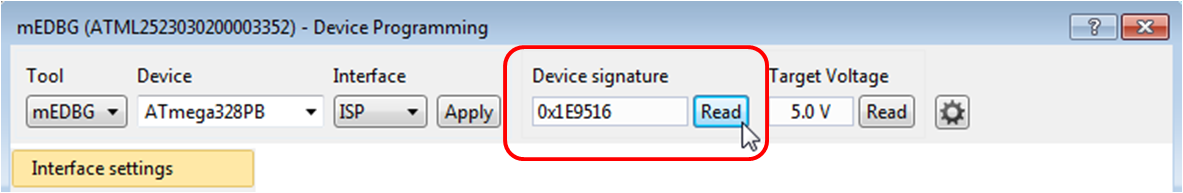 mEDBG (ATML2523030200003352) - Device Programming
?
Tool Device Interface Device signature Target Voltage
mEDBG ATmega328PB ISP Apply 0x1E9516 Read 5.0 V Read
Interface settings